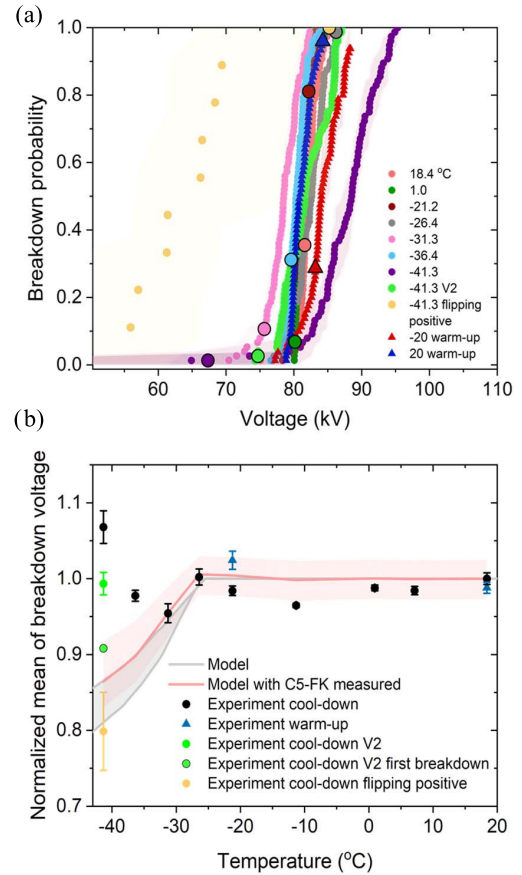 (a)
1.0
0.8
0.6
0.4
0.2
0.0
Breakdown probability
18.4 °C
1.0
-21.2
-26.4
-31.3
-36.4
-41.3
-41.3 V2
-41.3 flipping
positive
-20 warm-up
20 warm-up
60 70 80 90 100 110
Voltage (kV)
(b)
1.1
1.0
0.9
0.8
0.7
Normalized mean of breakdown voltage
Model
Model with C5-FK measured
Experiment cool-down
Experiment warm-up
Experiment cool-down V2
Experiment cool-down V2 first breakdown
Experiment cool-down flipping positive
-40 -30 -20 -10 0 10 20
Temperature (°C)